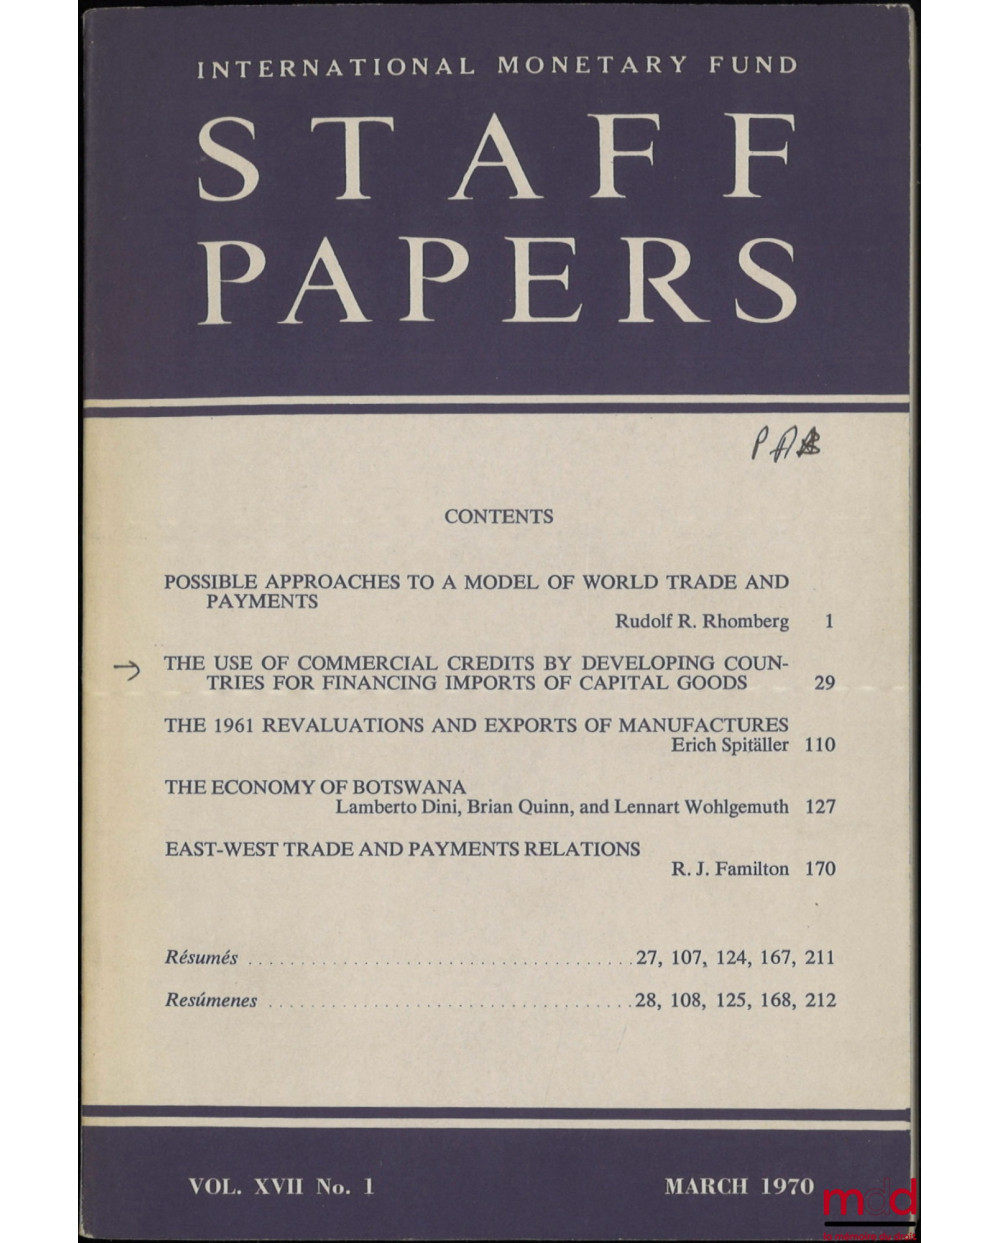 INTERNATIONAL MONETARY FUND
STAFF
PAPERS
CONTENTS
POSSIBLE APPROACHES TO A MODEL OF WORLD TRADE AND
PAYMENTS
Rudolf R. Rhomberg 1
→ THE USE OF COMMERCIAL CREDITS BY DEVELOPING COUN-
TRIES FOR FINANCING IMPORTS OF CAPITAL GOODS 29
THE 1961 REVALUATIONS AND EXPORTS OF MANUFACTURES
Erich Spitäller 110
THE ECONOMY OF BOTSWANA
Lamberto Dini, Brian Quinn, and Lennart Wohlgemuth 127
EAST-WEST TRADE AND PAYMENTS RELATIONS
R. J. Familton 170
Résumés ..................................... 27, 107, 124, 167, 211
Resúmenes ................................... 28, 108, 125, 168, 212
VOL. XVII No. 1 MARCH 1970
mdd